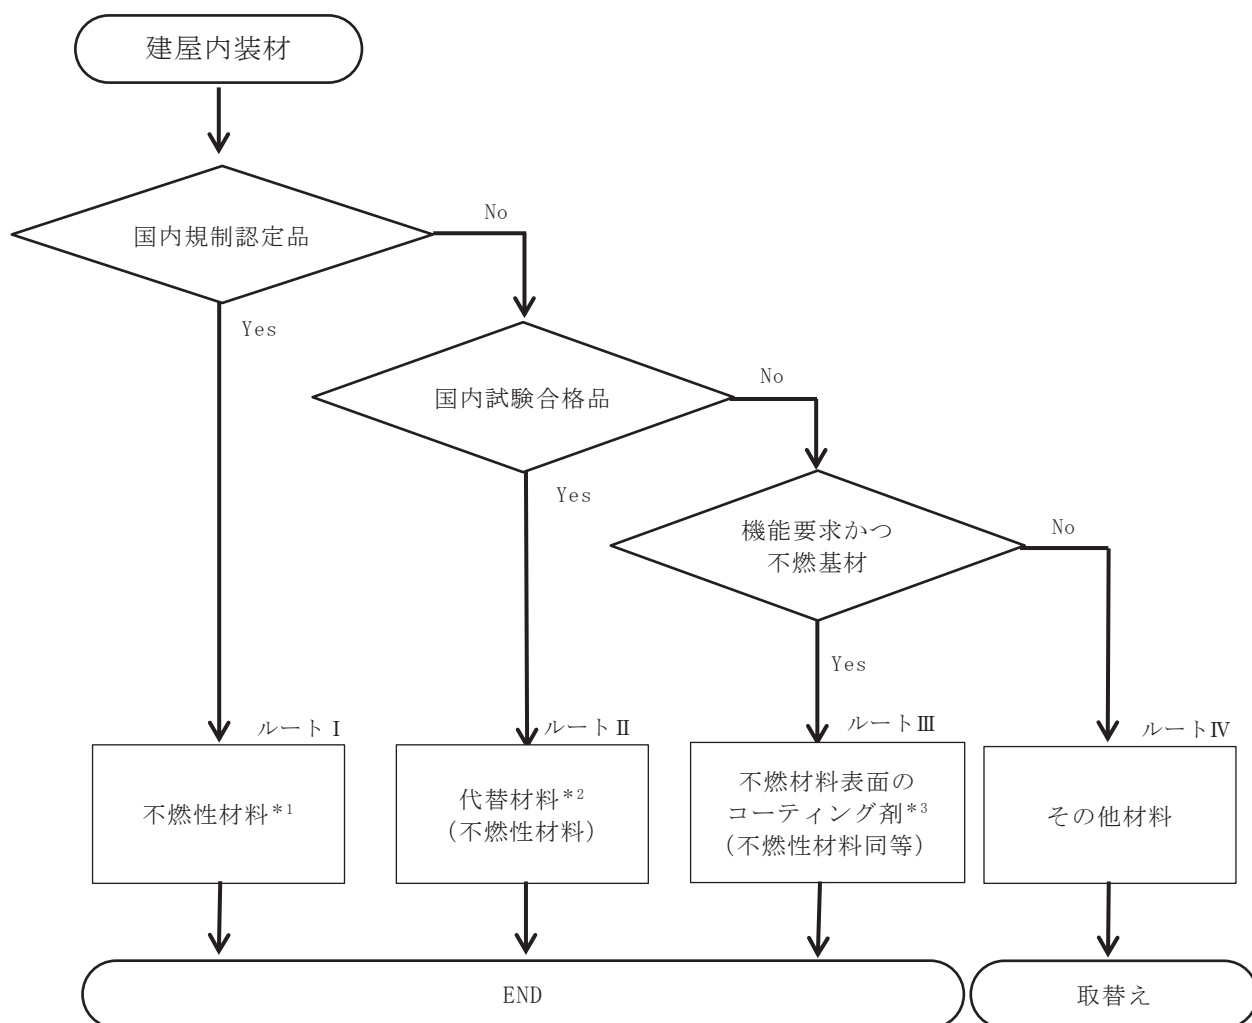 建屋内装材
国内規制認定品
No
Yes
国内試験合格品
No
Yes
機能要求かつ
不燃基材
No
Yes
ルートⅠ
不燃性材料*1
ルートⅡ
代替材料*2
(不燃性材料)
ルートⅢ
不燃材料表面の
コーティング剤*3
(不燃性材料同等)
ルートⅣ
その他材料
END
取替え